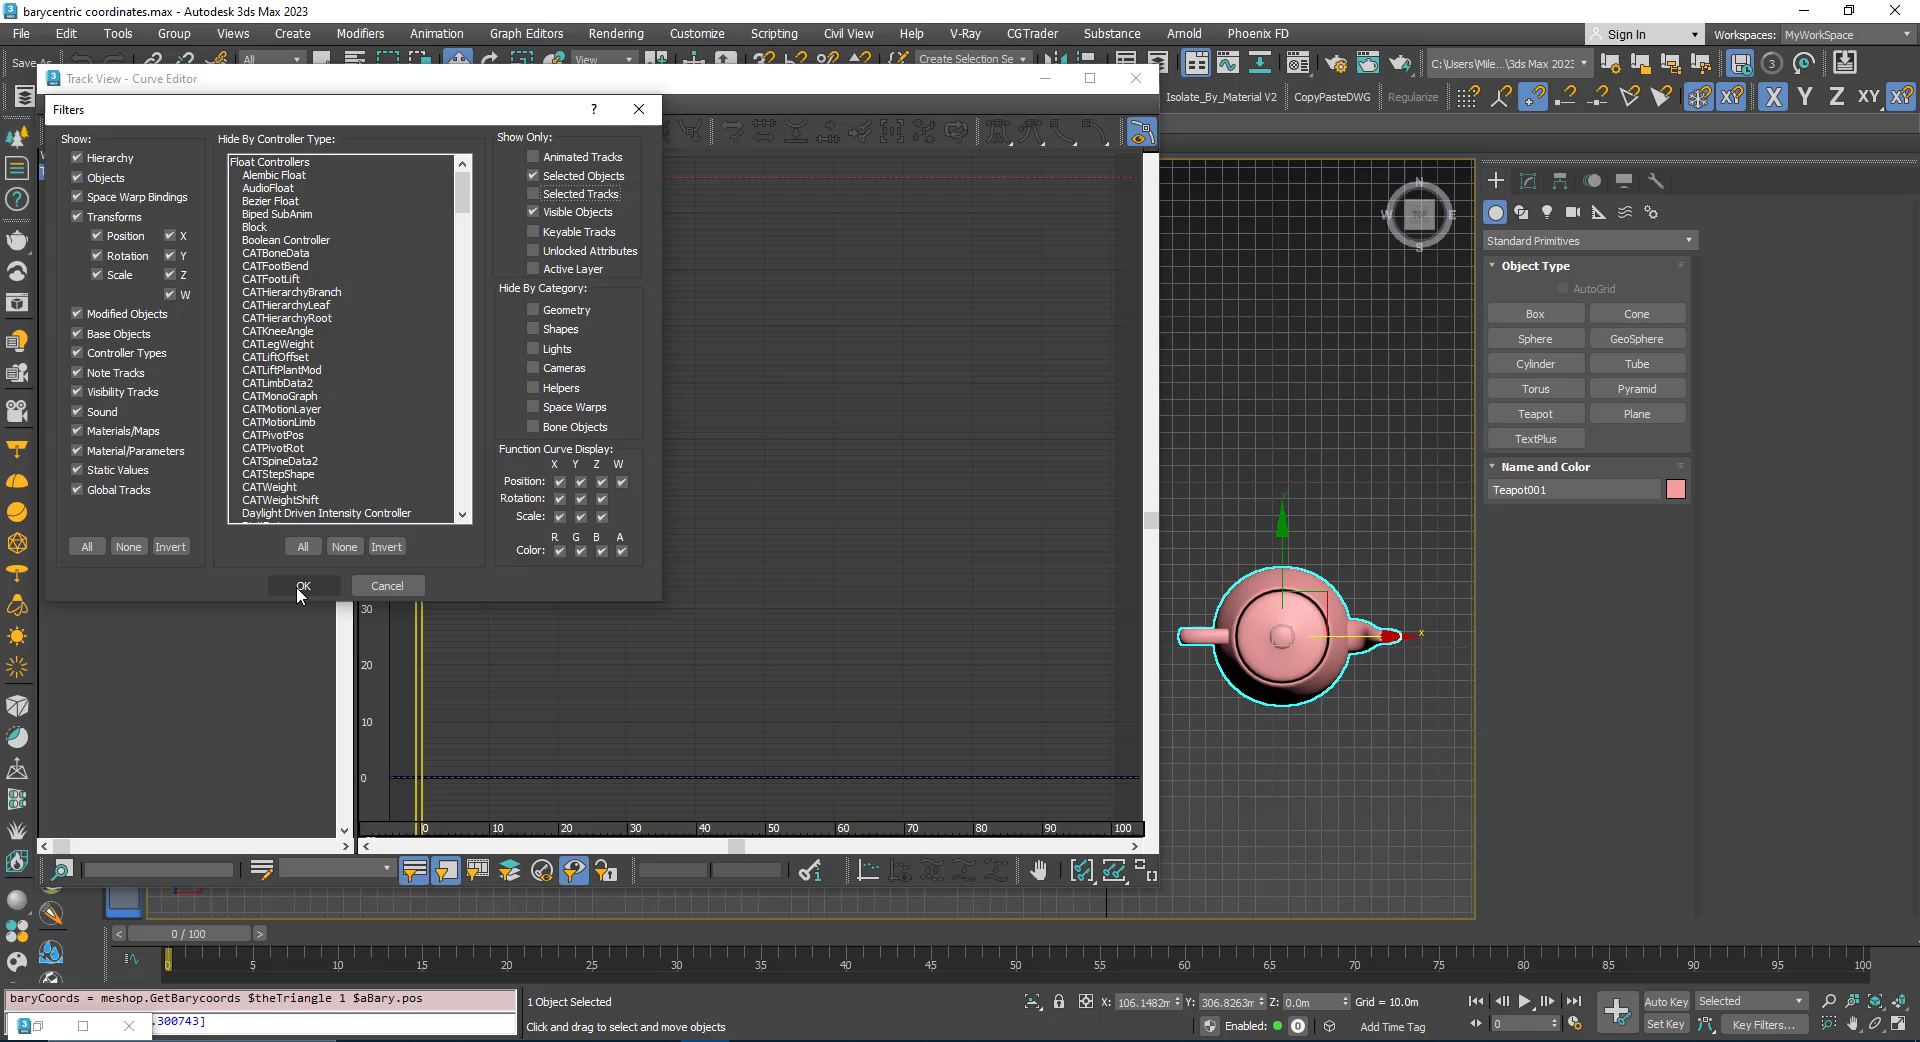 barycentric coordinates.max - Autodesk 3ds Max 2023
File Edit Tools Group Views Create Modifiers Animation Graph Editors Rendering Customize Scripting Civil View Help V-Ray CGTrader Substance Arnold Phoenix FD Sign In Workspaces: MyWorkSpace
Save As All View Create Selection Se C:\Users\Mile...\3ds Max 2023
Track View - Curve Editor
Isolate_By_Material V2 CopyPasteDWG Regularize X Y Z XY XY
Filters ?
Show:
Hierarchy
Objects
Space Warp Bindings
Transforms
Position X
Rotation Y
Scale Z
W
Modified Objects
Base Objects
Controller Types
Note Tracks
Visibility Tracks
Sound
Materials/Maps
Material/Parameters
Static Values
Global Tracks
All None Invert
Hide By Controller Type:
Float Controllers
Alembic Float
AudioFloat
Bezier Float
Biped SubAnim
Block
Boolean Controller
CATBoneData
CATFootBend
CATFootLift
CATHierarchyBranch
CATHierarchyLeaf
CATHierarchyRoot
CATKneeAngle
CATLegWeight
CATLiftOffset
CATLiftPlantMod
CATLimbData2
CATMonoGraph
CATMotionLayer
CATMotionLimb
CATPivotPos
CATPivotRot
CATSpineData2
CATStepShape
CATWeight
CATWeightShift
Daylight Driven Intensity Controller
All None Invert
Show Only:
Animated Tracks
Selected Objects
Selected Tracks
Visible Objects
Keyable Tracks
Unlocked Attributes
Active Layer
Hide By Category:
Geometry
Shapes
Lights
Cameras
Helpers
Space Warps
Bone Objects
Function Curve Display:
X Y Z W
Position:
Rotation:
Scale:
R G B A
Color:
OK Cancel
30
20
10
0
0 10 20 30 40 50 60 70 80 90 100
N
W TOP E
S
y
x
Standard Primitives
Object Type
AutoGrid
Box Cone
Sphere GeoSphere
Cylinder Tube
Torus Pyramid
Teapot Plane
TextPlus
Name and Color
Teapot001
< 0 / 100 >
0 5 10 15 20 25 30 35 40 45 50 55 60 65 70 75 80 85 90 95 100
baryCoords = meshop.GetBarycoords $theTriangle 1 $aBary.pos
.300743]
1 Object Selected
Click and drag to select and move objects
X: 106.1482m Y: 306.8263m Z: 0.0m Grid = 10.0m
Enabled: 0 Add Time Tag
0
Auto Key Selected
Set Key Key Filters...